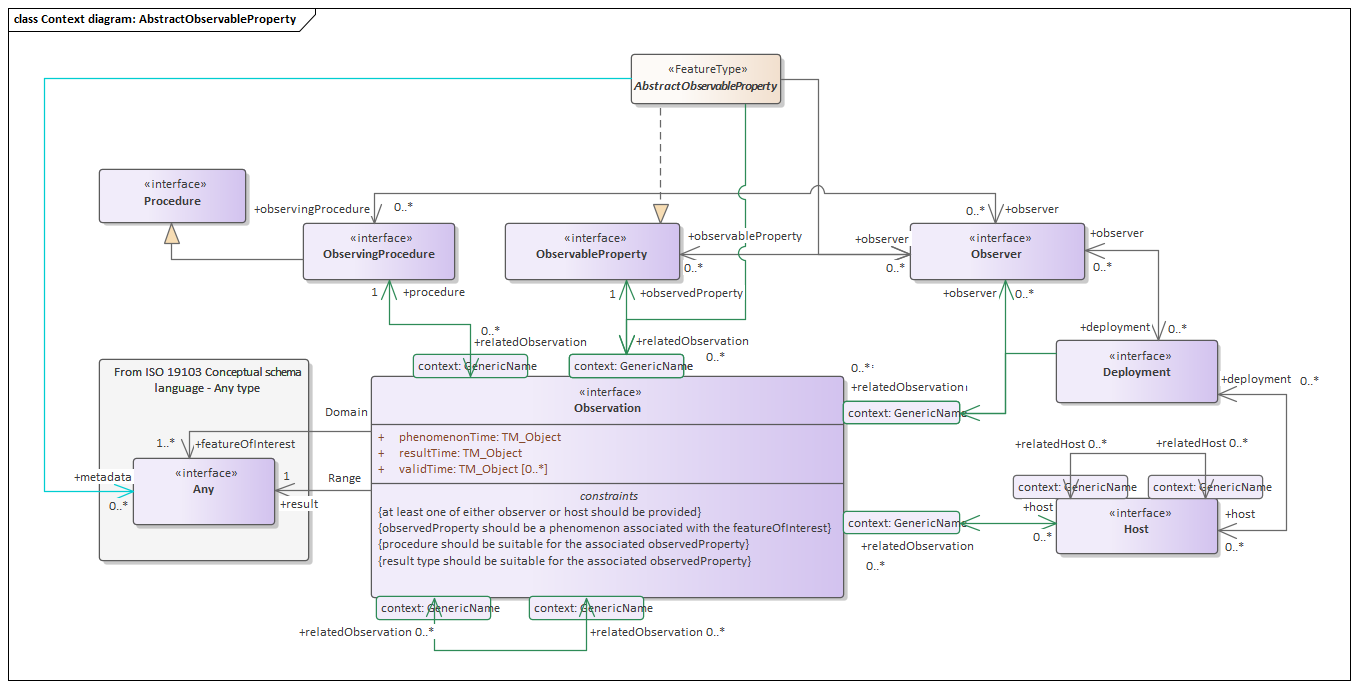 class Context diagram: AbstractObservableProperty
«FeatureType»
AbstractObservableProperty
«interface»
Procedure
+observingProcedure
0..*
0..*
+observer
«interface»
ObservingProcedure
«interface»
ObservableProperty
+observableProperty
0..*
+observer
0..*
«interface»
Observer
+observer
0..*
1
+procedure
1
+observedProperty
+observer
0..*
0..*
+relatedObservation
+relatedObservation
0..*
+deployment
0..*
«interface»
Deployment
context: GenericName
context: GenericName
0..*
+relatedObservation
context: GenericName
+deployment
0..*
From ISO 19103 Conceptual schema
language - Any type
«interface»
Observation
Domain
1..*
+featureOfInterest
+ phenomenonTime: TM_Object
+ resultTime: TM_Object
+ validTime: TM_Object [0..*]
+relatedHost 0..*
+relatedHost 0..*
«interface»
Any
+metadata
0..*
1
Range
+result
context: GenericName
context: GenericName
constraints
{at least one of either observer or host should be provided}
{observedProperty should be a phenomenon associated with the featureOfInterest}
{procedure should be suitable for the associated observedProperty}
{result type should be suitable for the associated observedProperty}
context: GenericName
+relatedObservation
0..*
+host
0..*
«interface»
Host
+host
0..*
context: GenericName
context: GenericName
+relatedObservation 0..*
+relatedObservation 0..*